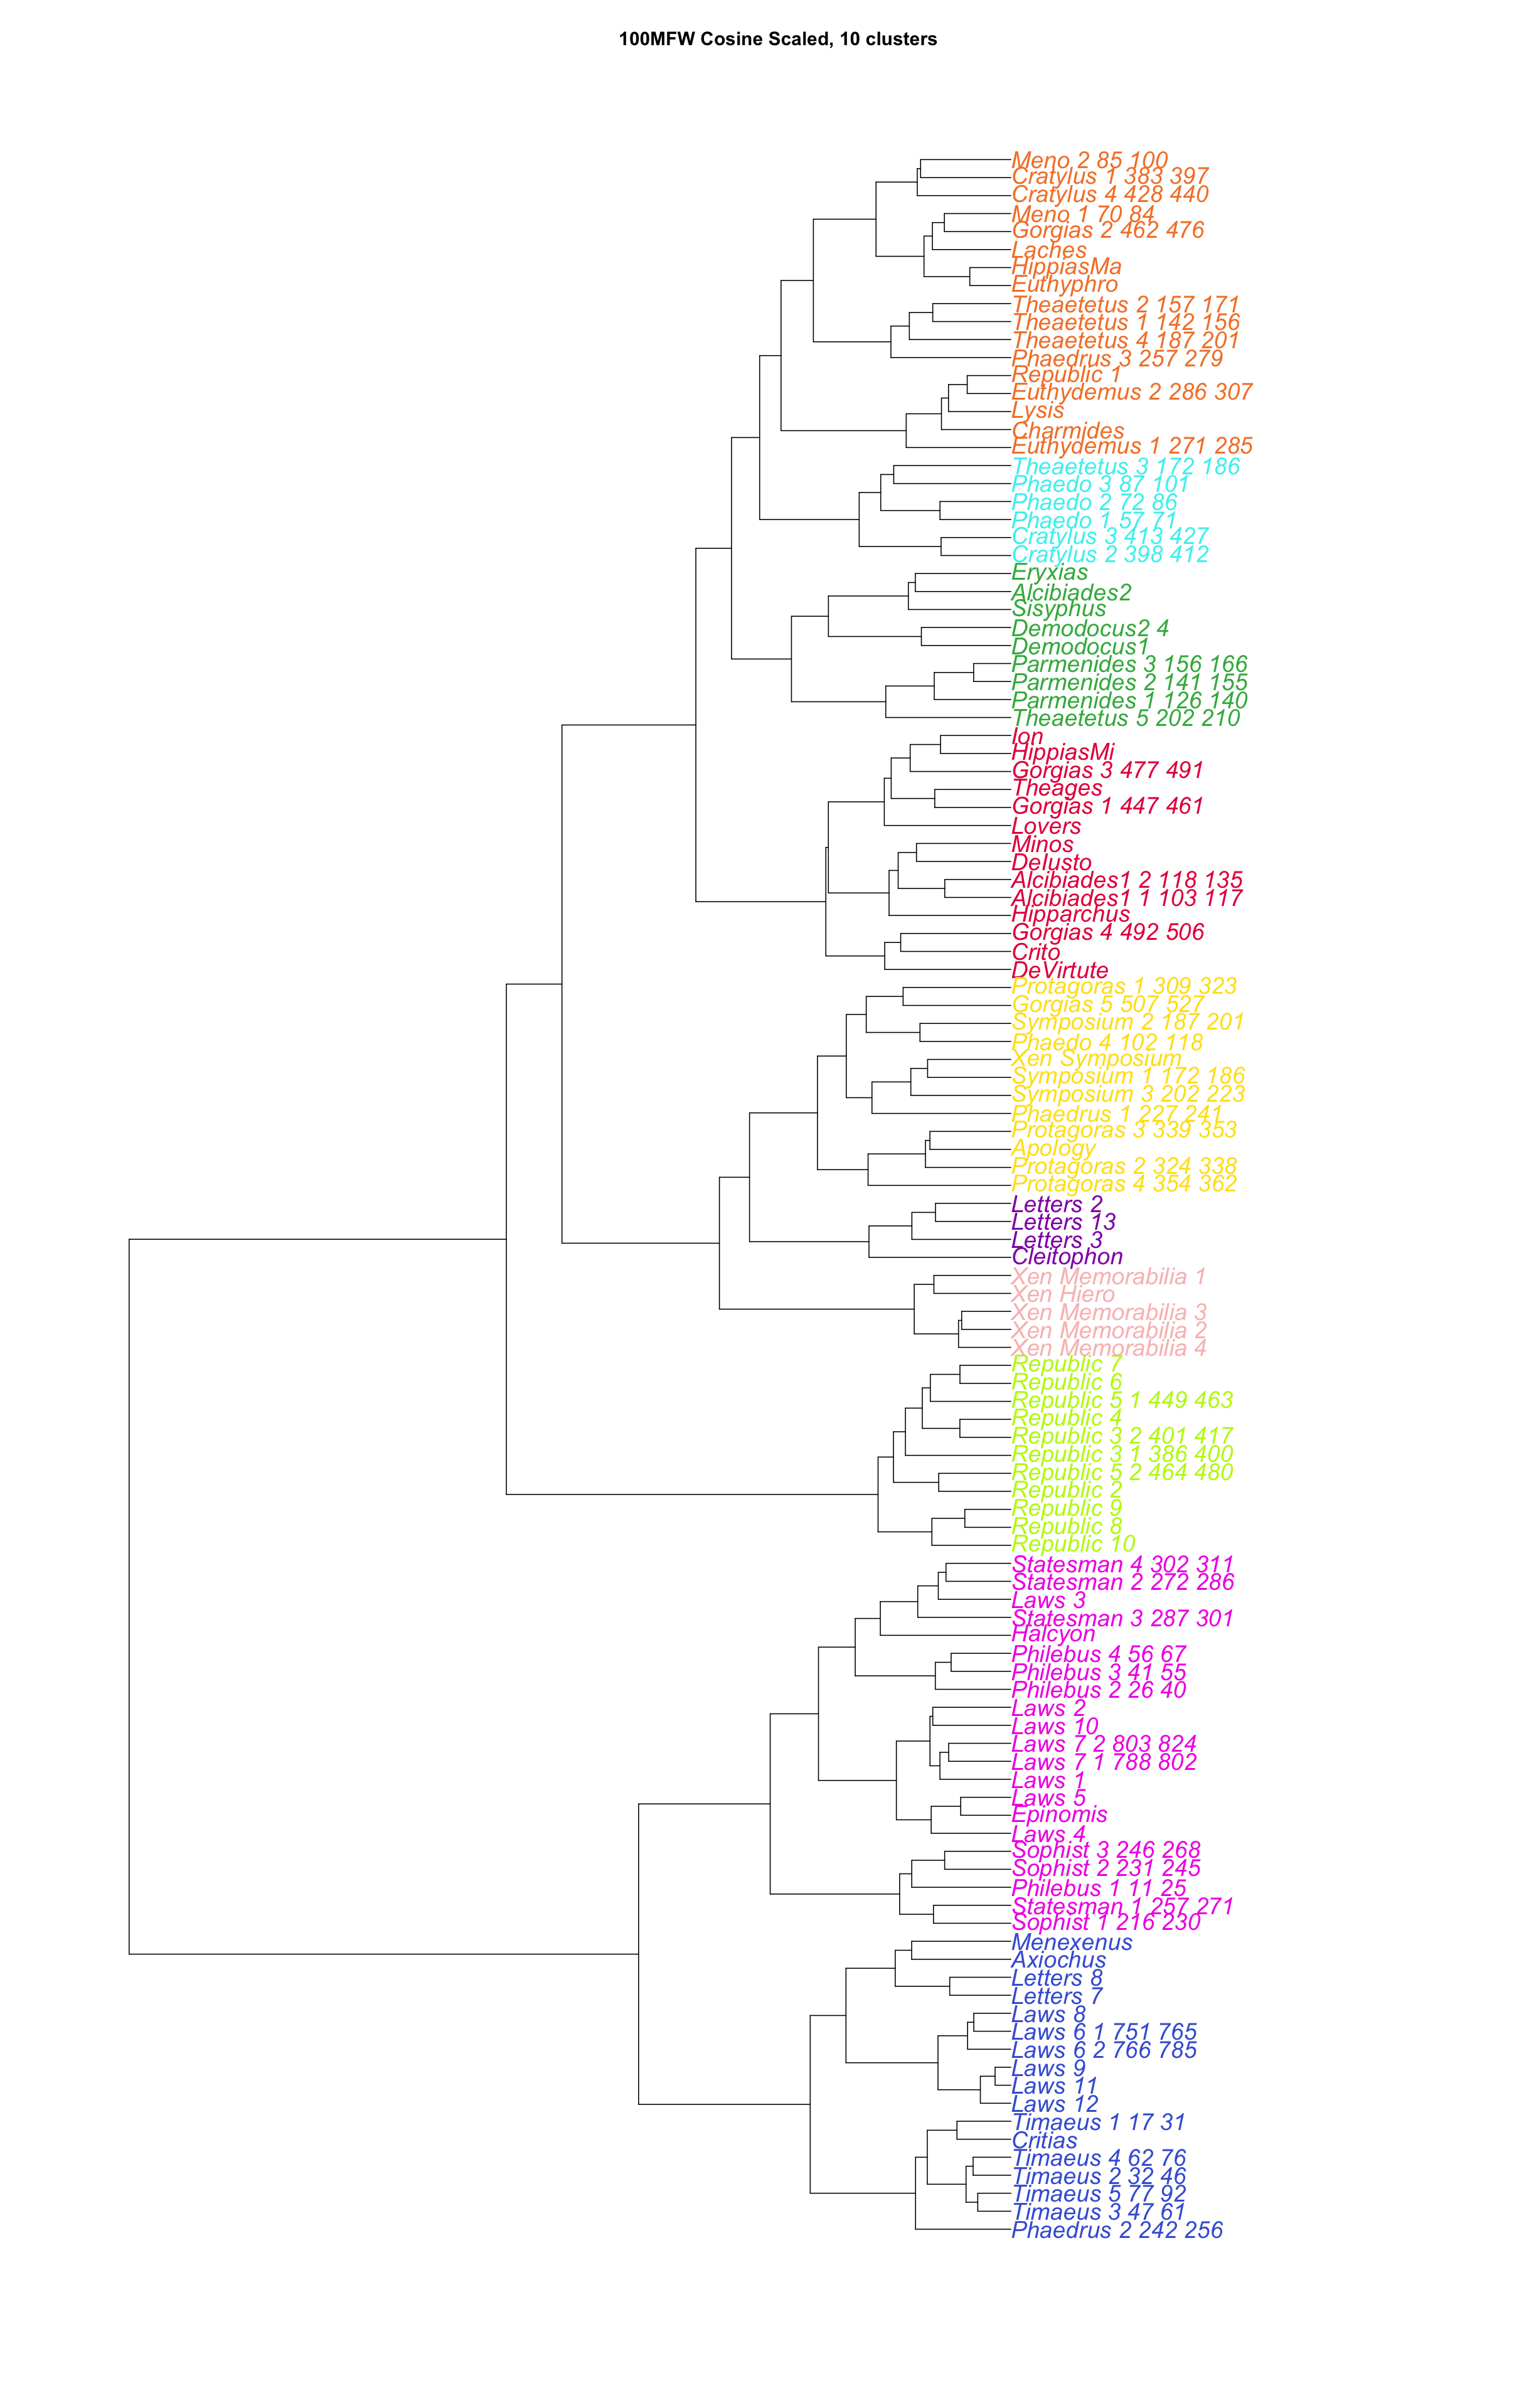 100MFW Cosine Scaled, 10 clusters
Meno 2 85 100
Cratylus 1 383 397
Cratylus 4 428 440
Meno 1 70 84
Gorgias 2 462 476
Laches
HippiasMa
Euthyphro
Theaetetus 2 157 171
Theaetetus 1 142 156
Theaetetus 4 187 201
Phaedrus 3 257 279
Republic 1
Euthydemus 2 286 307
Lysis
Charmides
Euthydemus 1 271 285
Theaetetus 3 172 186
Phaedo 3 87 101
Phaedo 2 72 86
Phaedo 1 57 71
Cratylus 3 413 427
Cratylus 2 398 412
Eryxias
Alcibiades2
Sisyphus
Demodocus2 4
Demodocus1
Parmenides 3 156 166
Parmenides 2 141 155
Parmenides 1 126 140
Theaetetus 5 202 210
Ion
HippiasMi
Gorgias 3 477 491
Theages
Gorgias 1 447 461
Lovers
Minos
DeIusto
Alcibiades1 2 118 135
Alcibiades1 1 103 117
Hipparchus
Gorgias 4 492 506
Crito
DeVirtute
Protagoras 1 309 323
Gorgias 5 507 527
Symposium 2 187 201
Phaedo 4 102 118
Xen Symposium
Symposium 1 172 186
Symposium 3 202 223
Phaedrus 1 227 241
Protagoras 3 339 353
Apology
Protagoras 2 324 338
Protagoras 4 354 362
Letters 2
Letters 13
Letters 3
Cleitophon
Xen Memorabilia 1
Xen Hiero
Xen Memorabilia 3
Xen Memorabilia 2
Xen Memorabilia 4
Republic 7
Republic 6
Republic 5 1 449 463
Republic 4
Republic 3 2 401 417
Republic 3 1 386 400
Republic 5 2 464 480
Republic 2
Republic 9
Republic 8
Republic 10
Statesman 4 302 311
Statesman 2 272 286
Laws 3
Statesman 3 287 301
Halcyon
Philebus 4 56 67
Philebus 3 41 55
Philebus 2 26 40
Laws 2
Laws 10
Laws 7 2 803 824
Laws 7 1 788 802
Laws 1
Laws 5
Epinomis
Laws 4
Sophist 3 246 268
Sophist 2 231 245
Philebus 1 11 25
Statesman 1 257 271
Sophist 1 216 230
Menexenus
Axiochus
Letters 8
Letters 7
Laws 8
Laws 6 1 751 765
Laws 6 2 766 785
Laws 9
Laws 11
Laws 12
Timaeus 1 17 31
Critias
Timaeus 4 62 76
Timaeus 2 32 46
Timaeus 5 77 92
Timaeus 3 47 61
Phaedrus 2 242 256